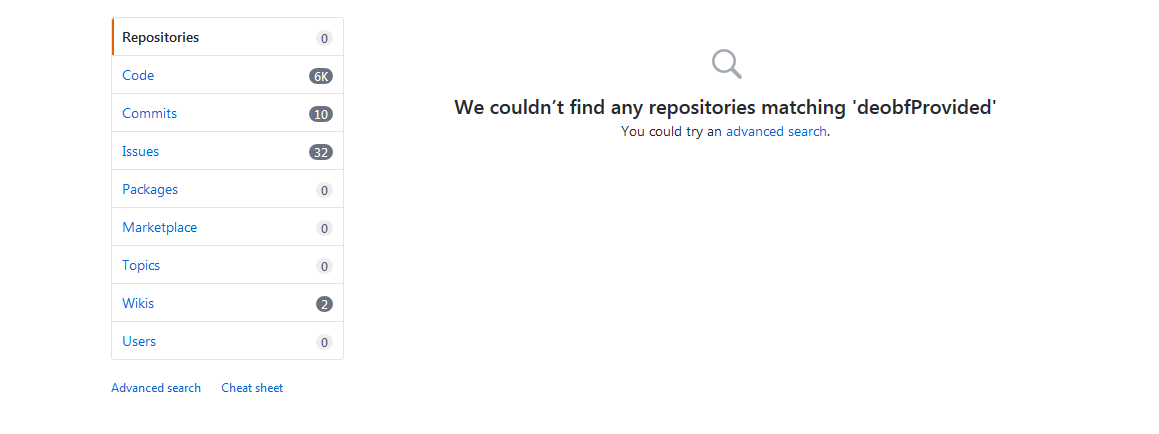 Repositories 0
Code 6K
Commits 10
Issues 32
Packages 0
Marketplace 0
Topics 0
Wikis 2
Users 0
Advanced search Cheat sheet
We couldn’t find any repositories matching 'deobfProvided'
You could try an advanced search.